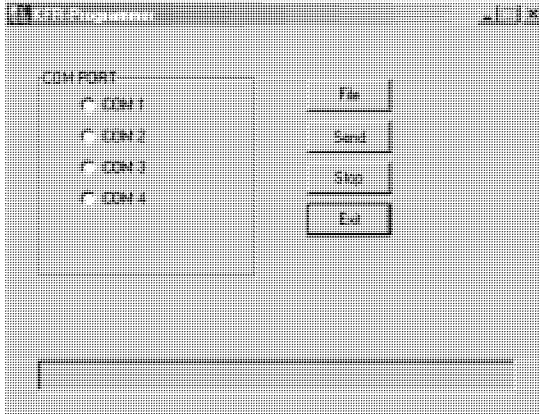 Programmer
COM PORT
COM 1
COM 2
COM 3
COM 4
File
Send
Stop
Exit